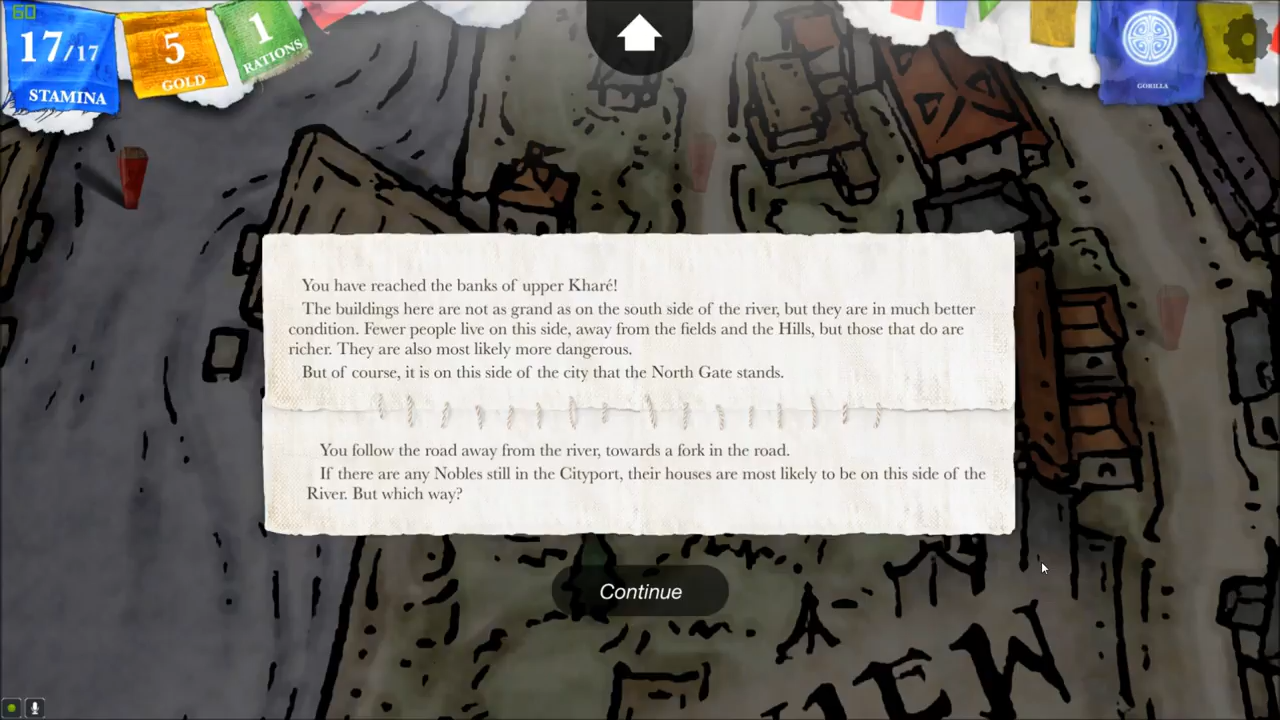 60
17/17
STAMINA
5
GOLD
1
RATIONS
GORILLA
You have reached the banks of upper Kharé!
The buildings here are not as grand as on the south side of the river, but they are in much better
condition. Fewer people live on this side, away from the fields and the Hills, but those that do are
richer. They are also most likely more dangerous.
But of course, it is on this side of the city that the North Gate stands.
You follow the road away from the river, towards a fork in the road.
If there are any Nobles still in the Cityport, their houses are most likely to be on this side of the
River. But which way?
Continue